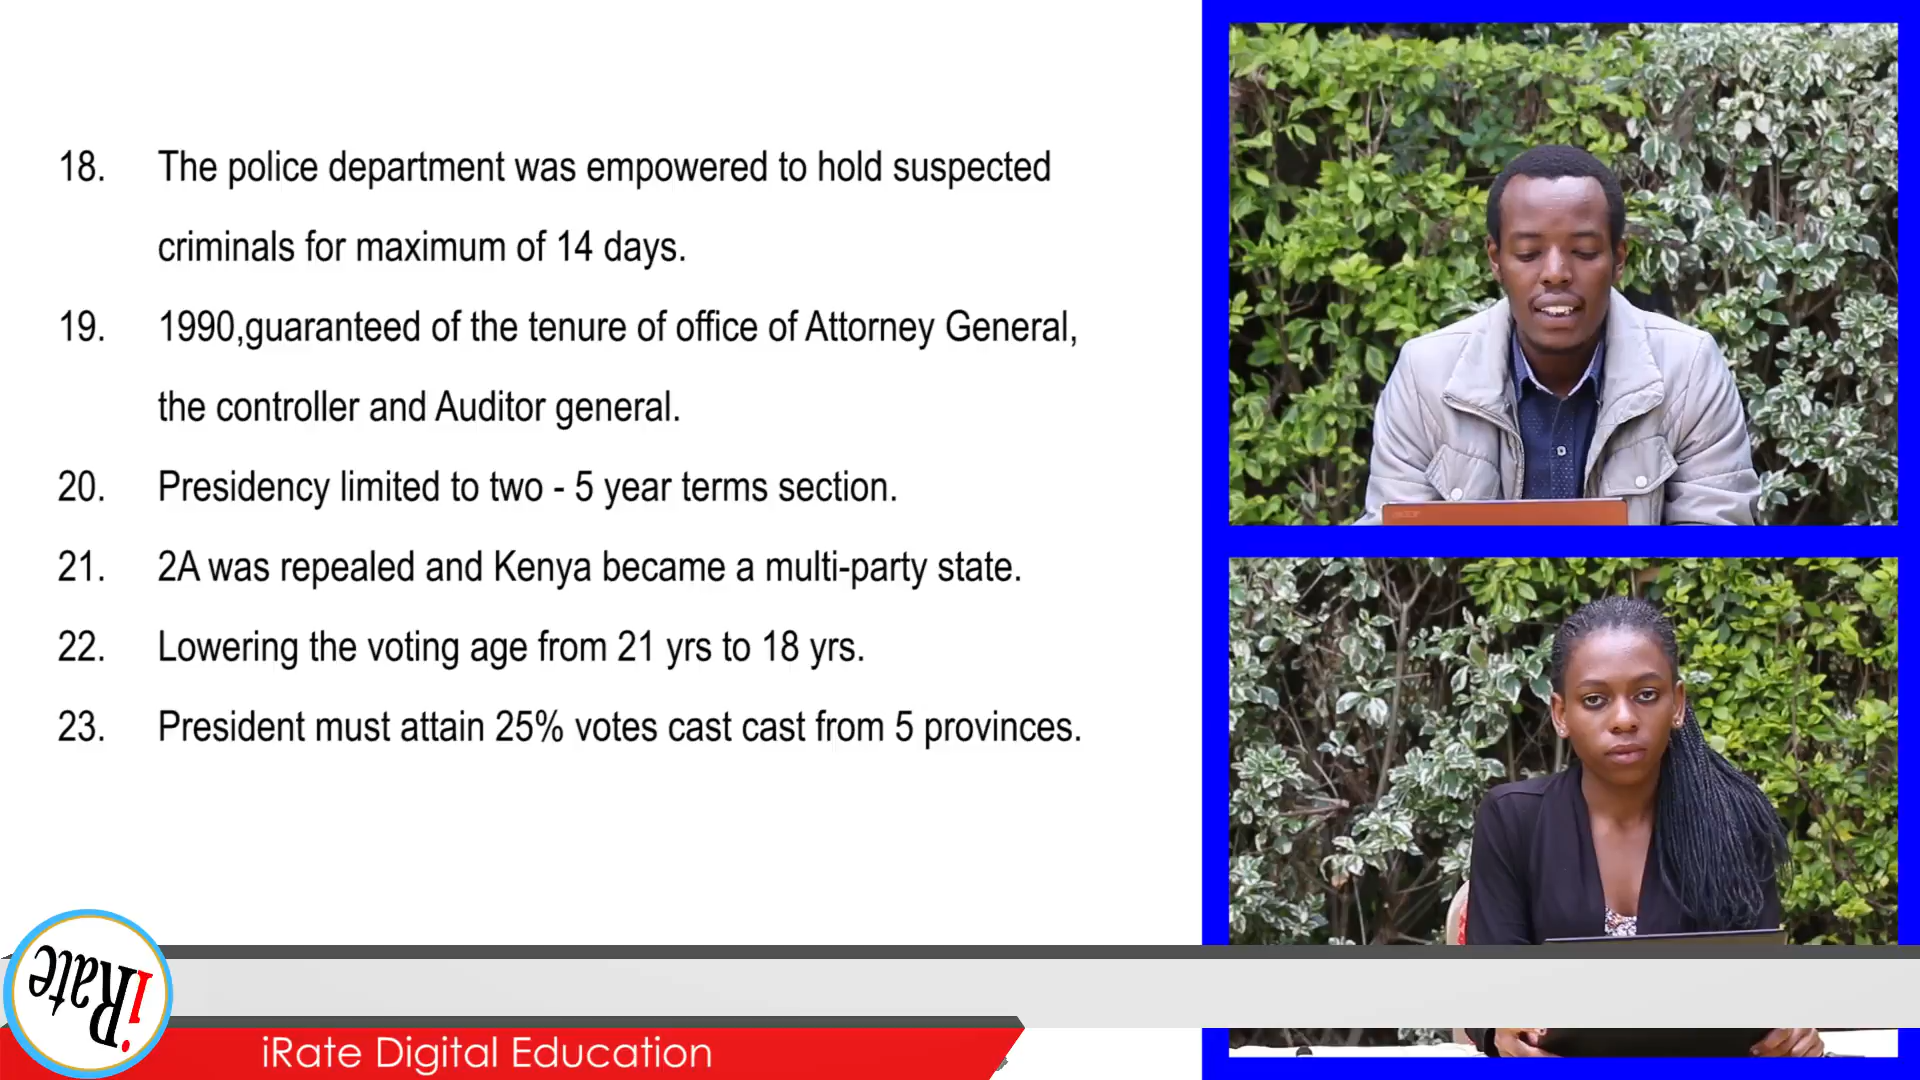 18. The police department was empowered to hold suspected
criminals for maximum of 14 days.
19. 1990,guaranteed of the tenure of office of Attorney General,
the controller and Auditor general.
20. Presidency limited to two - 5 year terms section.
21. 2A was repealed and Kenya became a multi-party state.
22. Lowering the voting age from 21 yrs to 18 yrs.
23. President must attain 25% votes cast cast from 5 provinces.
acer
iRate
iRate Digital Education